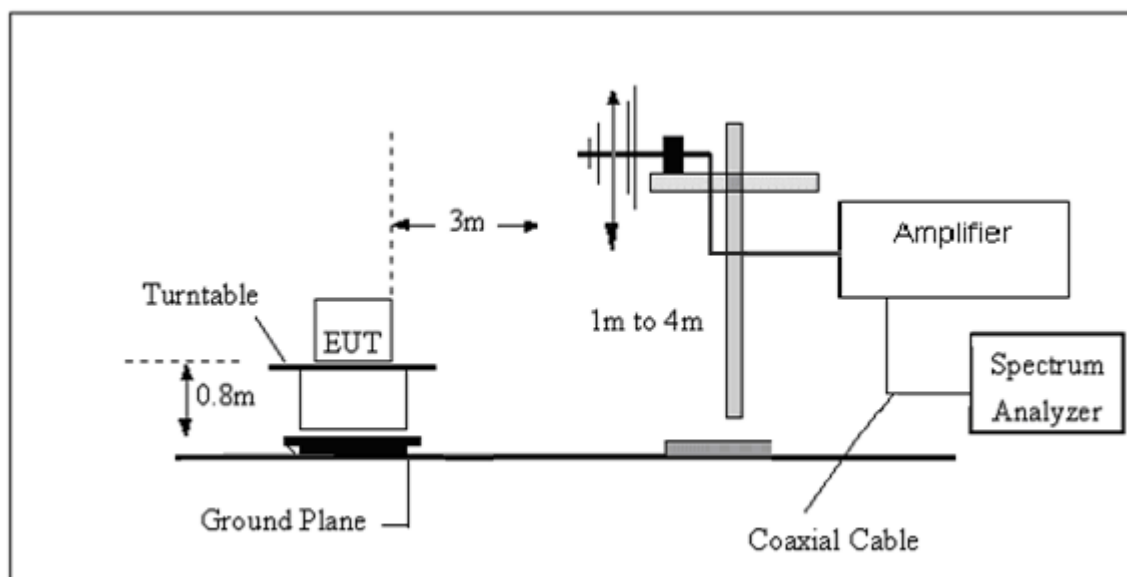 3m
Amplifier
Turntable
EUT
1m to 4m
0.8m
Spectrum
Analyzer
Ground Plane
Coaxial Cable